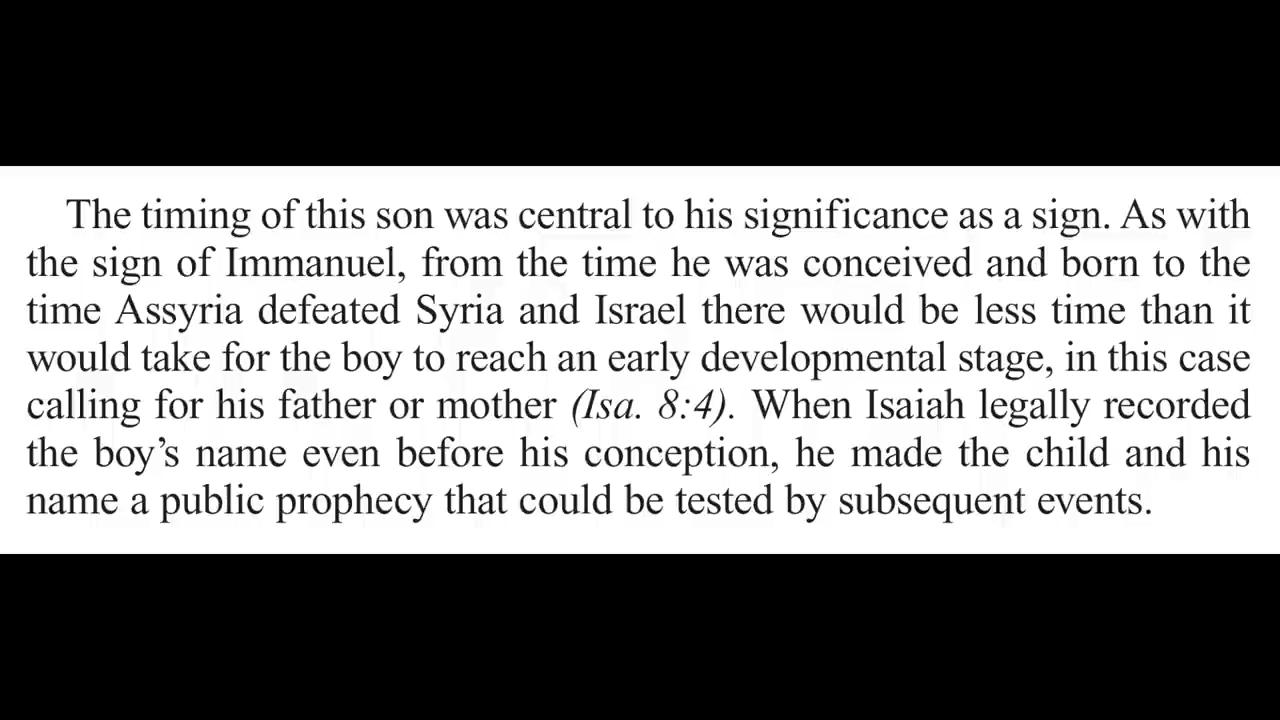 The timing of this son was central to his significance as a sign. As with
the sign of Immanuel, from the time he was conceived and born to the
time Assyria defeated Syria and Israel there would be less time than it
would take for the boy to reach an early developmental stage, in this case
calling for his father or mother (Isa. 8:4). When Isaiah legally recorded
the boy’s name even before his conception, he made the child and his
name a public prophecy that could be tested by subsequent events.